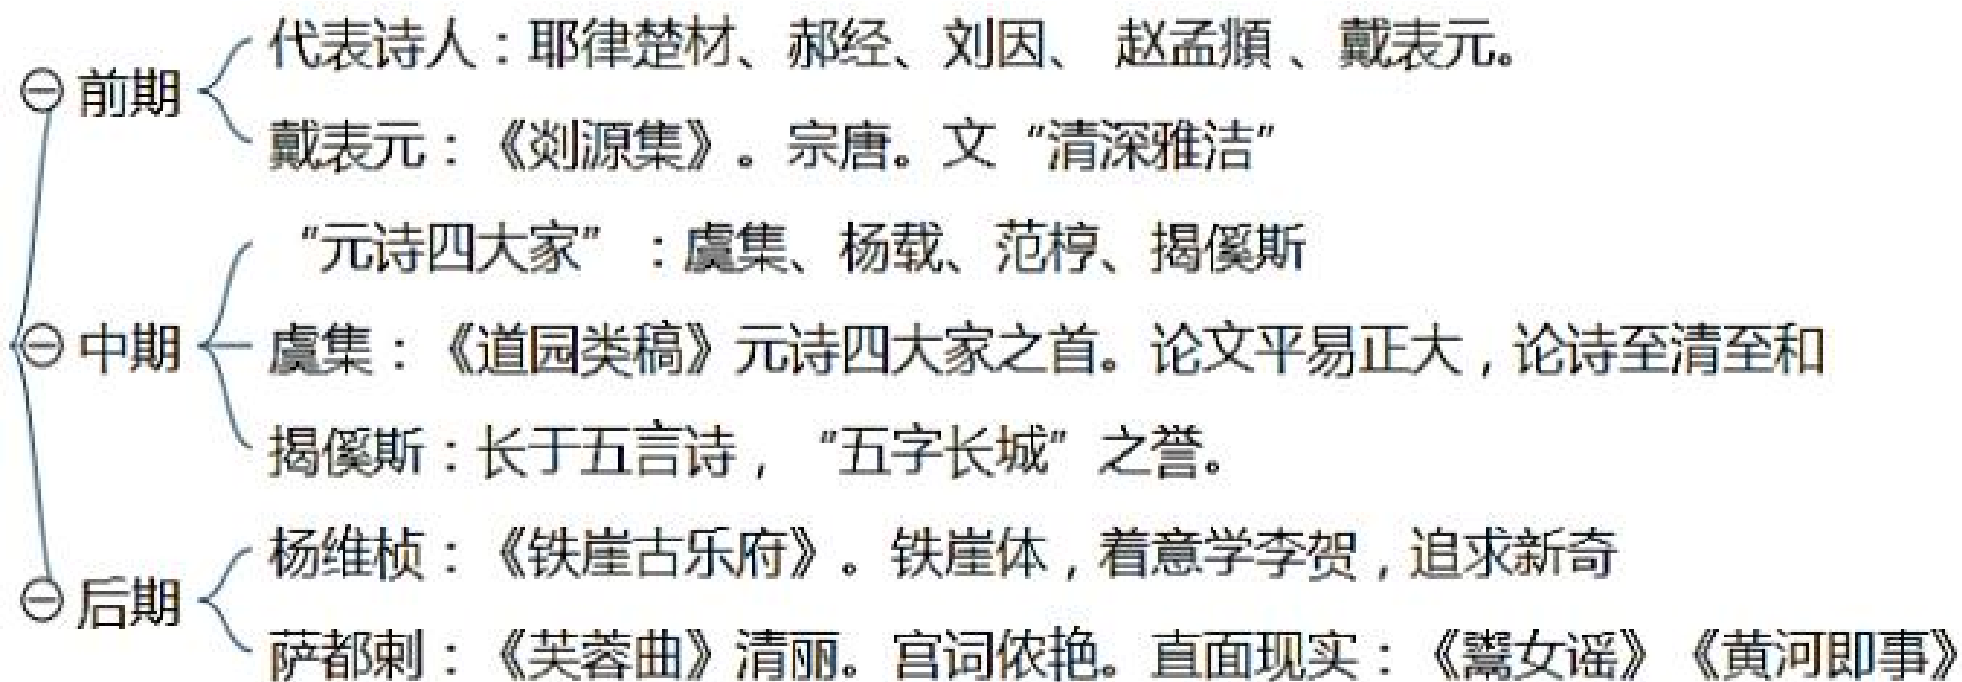 前期
代表诗人：耶律楚材、郝经、刘因、 赵孟頫 、戴表元。
戴表元：《剡源集》。宗唐。文“清深雅洁”
中期
“元诗四大家” ：虞集、杨载、范梈、揭傒斯
虞集：《道园类稿》元诗四大家之首。论文平易正大，论诗至清至和
揭傒斯：长于五言诗，“五字长城”之誉。
后期
杨维桢：《铁崖古乐府》。铁崖体，着意学李贺，追求新奇
萨都剌：《芙蓉曲》清丽。宫词侬艳。直面现实：《鬻女谣》《黄河即事》